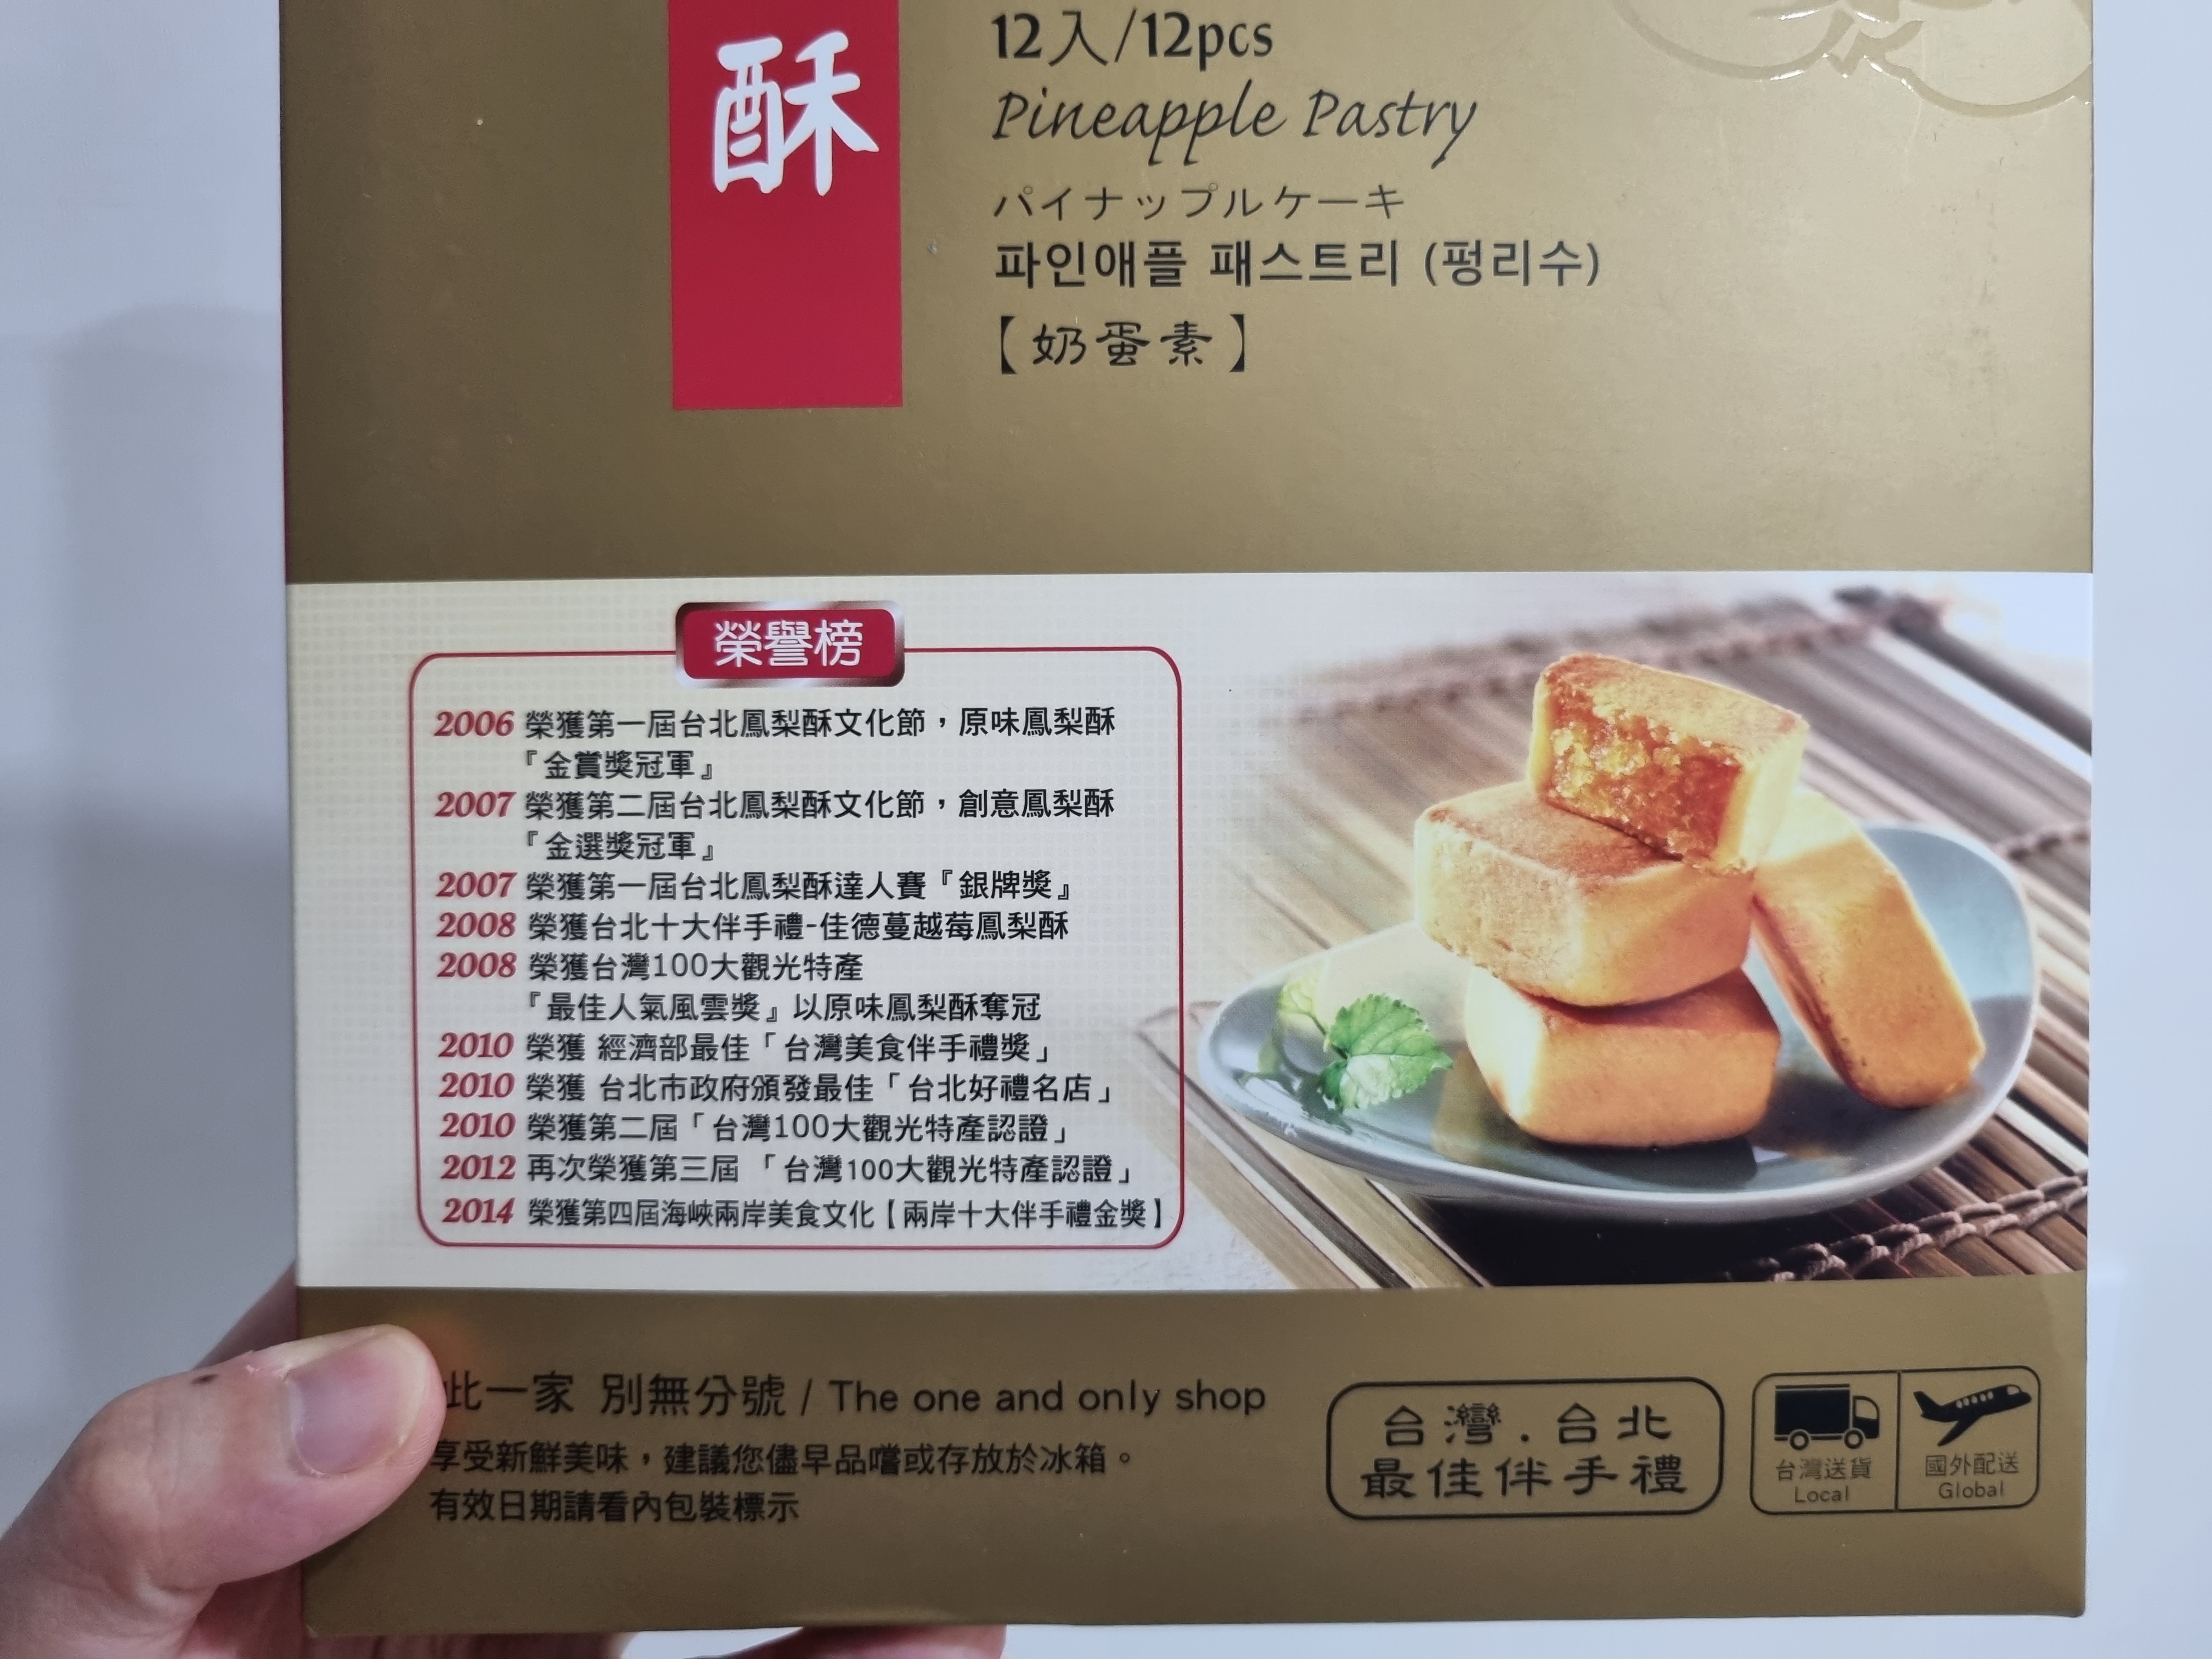 酥
12入/12pcs
Pineapple Pastry
パイナップルケーキ
파인애플 패스트리 (펑리수)
【奶蛋素】
榮譽榜
2006 榮獲第一屆台北鳳梨酥文化節,原味鳳梨酥
『金賞獎冠軍』
2007 榮獲第二屆台北鳳梨酥文化節,創意鳳梨酥
『金選獎冠軍』
2007 榮獲第一屆台北鳳梨酥達人賽『銀牌獎』
2008 榮獲台北十大伴手禮-佳德蔓越莓鳳梨酥
2008 榮獲台灣100大觀光特產
『最佳人氣風雲獎』以原味鳳梨酥奪冠
2010 榮獲 經濟部最佳「台灣美食伴手禮獎」
2010 榮獲 台北市政府頒發最佳「台北好禮名店」
2010 榮獲第二屆「台灣100大觀光特產認證」
2012 再次榮獲第三屆 「台灣100大觀光特產認證」
2014 榮獲第四屆海峽兩岸美食文化【兩岸十大伴手禮金獎】
此一家 別無分號 / The one and only shop
享受新鮮美味,建議您儘早品嚐或存放於冰箱。
有效日期請看內包裝標示
台灣.台北
最佳伴手禮
台灣送貨
Local
國外配送
Global